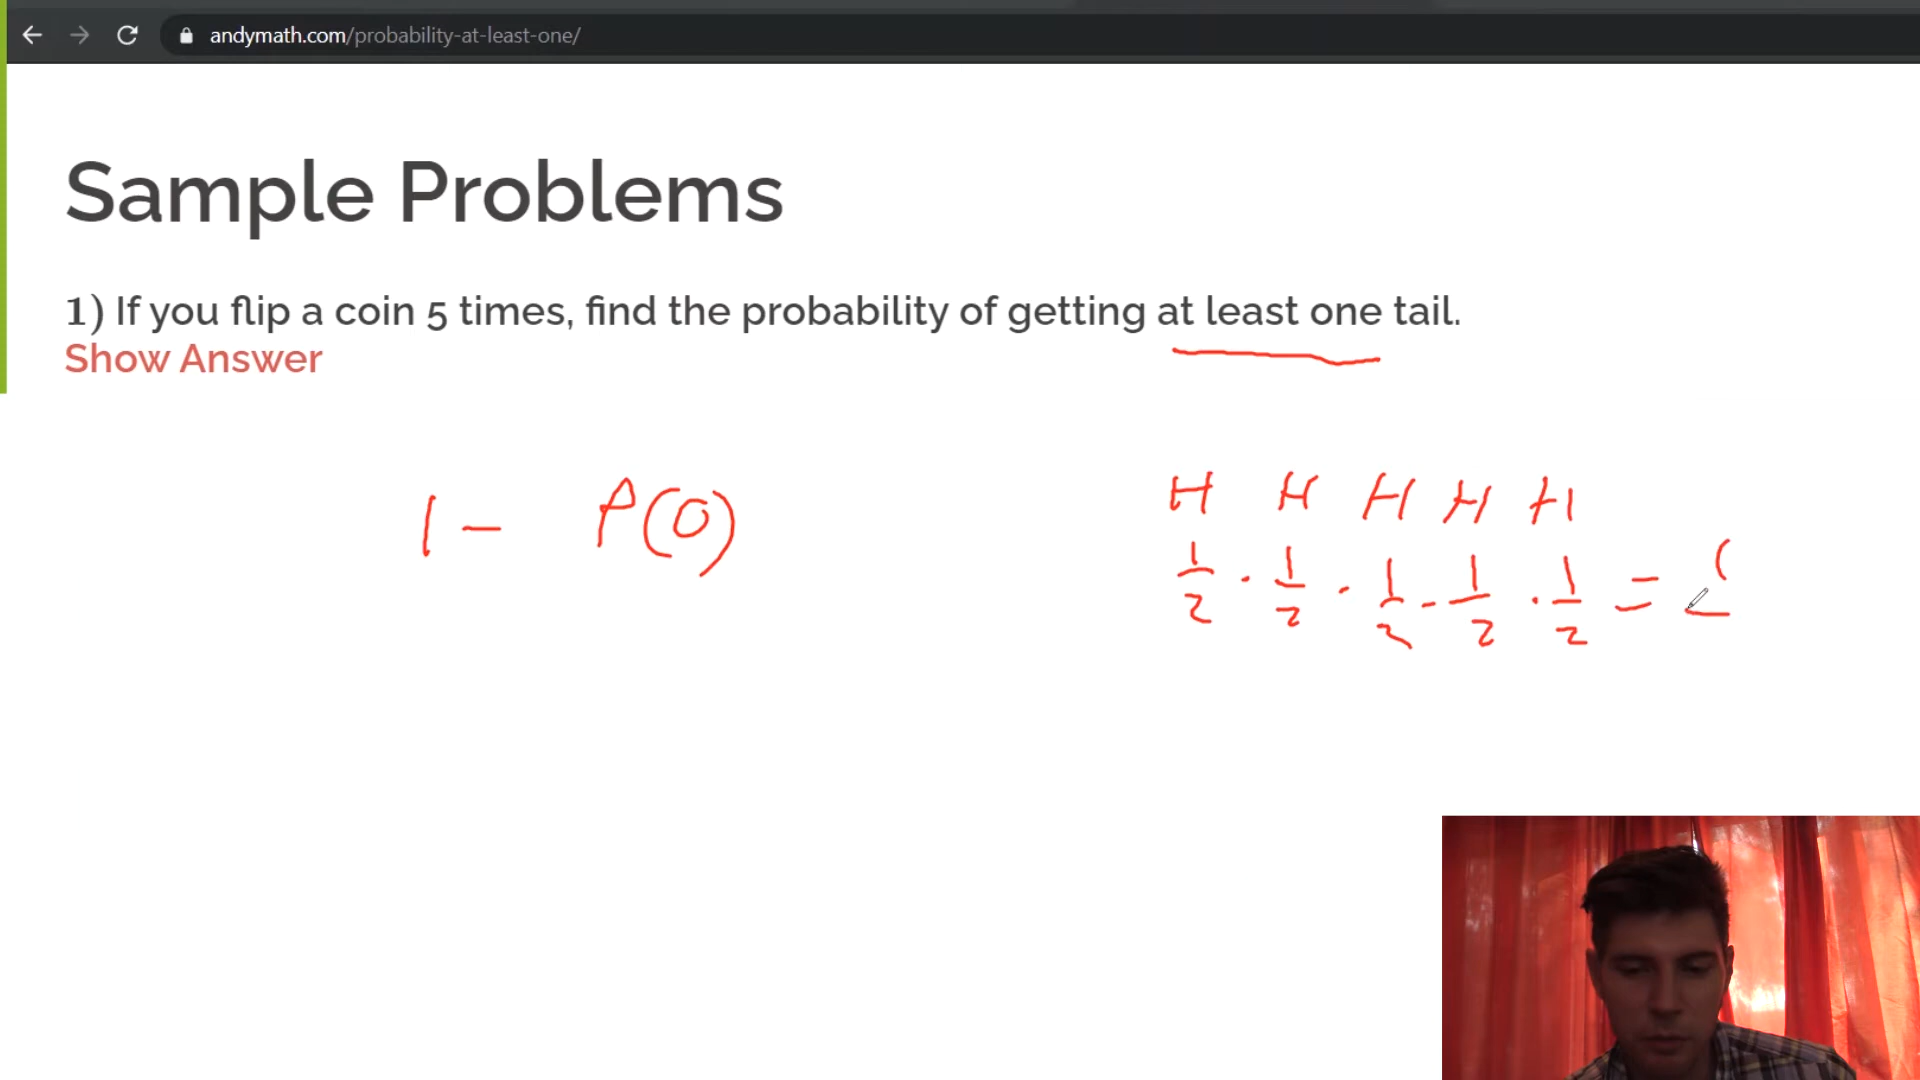 andymath.com/probability-at-least-one/
Sample Problems
1) If you flip a coin 5 times, find the probability of getting at least one tail.
Show Answer
1 - P(0)
H H H H H
1/2 · 1/2 · 1/2 · 1/2 · 1/2 =